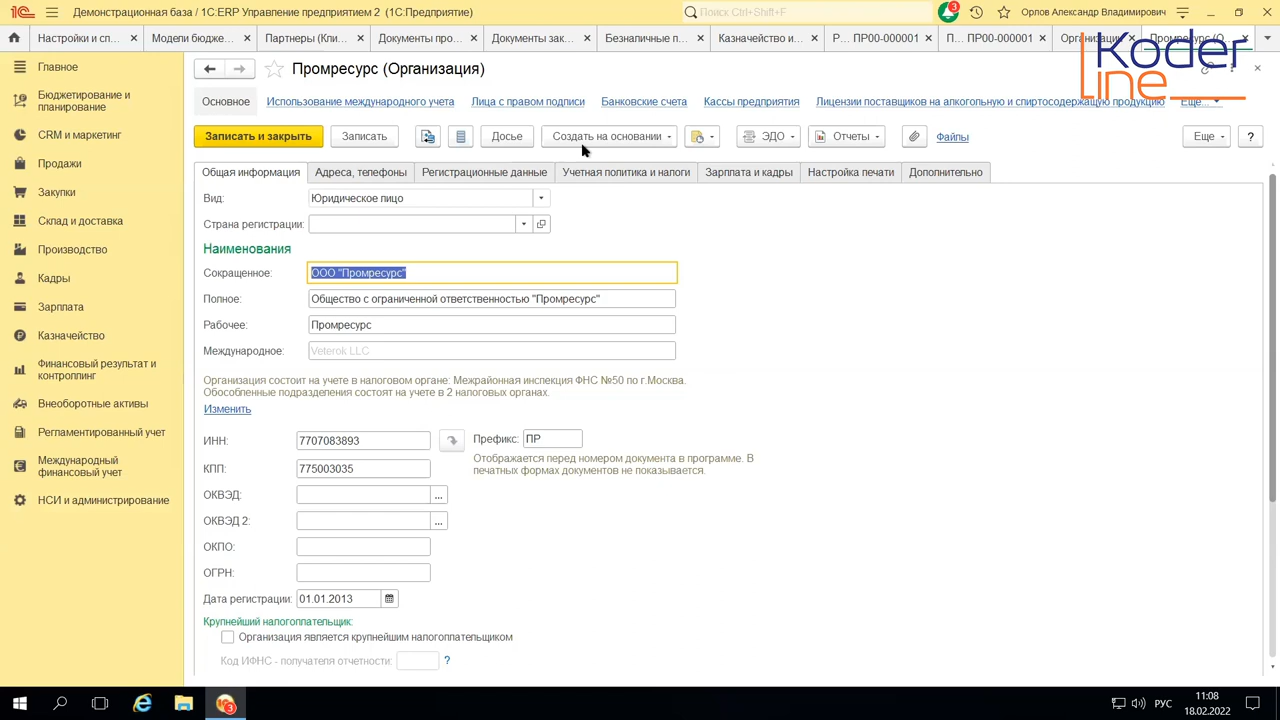 Демонстрационная база / 1C:ERP Управление предприятием 2 (1С:Предприятие)
Поиск Ctrl+Shift+F
3
Орлов Александр Владимирович
Настройки и сп...
Модели бюдже...
Партнеры (Кли...
Документы про...
Документы зак...
Безналичные п...
Казначейство и...
Р... ПР00-000001
П... ПР00-000001
Koder
line
Главное
Бюджетирование и
планирование
CRM и маркетинг
Продажи
Закупки
Склад и доставка
Производство
Кадры
Зарплата
Казначейство
Финансовый результат и
контроллинг
Внеоборотные активы
Регламентированный учет
Международный
финансовый учет
НСИ и администрирование
Промресурс (Организация)
Основное
Использование международного учета
Лица с правом подписи
Банковские счета
Кассы предприятия
Лицензии поставщиков на алкогольную и спиртосодержащую продукцию
Еще...
Записать и закрыть
Записать
Досье
Создать на основании
ЭДО
Отчеты
Файлы
Еще
?
Общая информация
Адреса, телефоны
Регистрационные данные
Учетная политика и налоги
Зарплата и кадры
Настройка печати
Дополнительно
Вид: Юридическое лицо
Страна регистрации:
Наименования
Сокращенное: ООО "Промресурс"
Полное: Общество с ограниченной ответственностью "Промресурс"
Рабочее: Промресурс
Международное: Veterok LLC
Организация состоит на учете в налоговом органе: Межрайонная инспекция ФНС №50 по г.Москва.
Обособленные подразделения состоят на учете в 2 налоговых органах.
Изменить
ИНН: 7707083893
Префикс: ПР
КПП: 775003035
Отображается перед номером документа в программе. В
печатных формах документов не показывается.
ОКВЭД: ...
ОКВЭД 2: ...
ОКПО:
ОГРН:
Дата регистрации: 01.01.2013
Крупнейший налогоплательщик:
Организация является крупнейшим налогоплательщиком
Код ИФНС - получателя отчетности: ?
3
РУС
11:08
18.02.2022